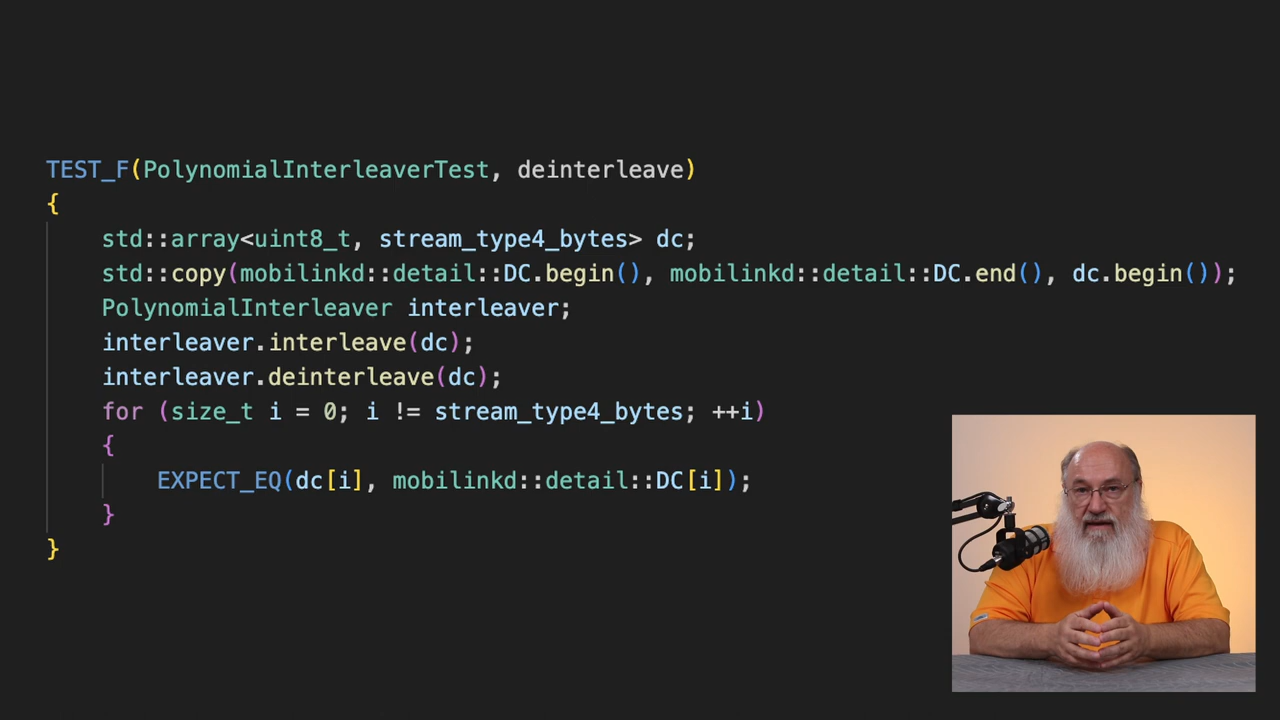 TEST_F(PolynomialInterleaverTest, deinterleave)
{
    std::array<uint8_t, stream_type4_bytes> dc;
    std::copy(mobilinkd::detail::DC.begin(), mobilinkd::detail::DC.end(), dc.begin());
    PolynomialInterleaver interleaver;
    interleaver.interleave(dc);
    interleaver.deinterleave(dc);
    for (size_t i = 0; i != stream_type4_bytes; ++i)
    {
        EXPECT_EQ(dc[i], mobilinkd::detail::DC[i]);
    }
}